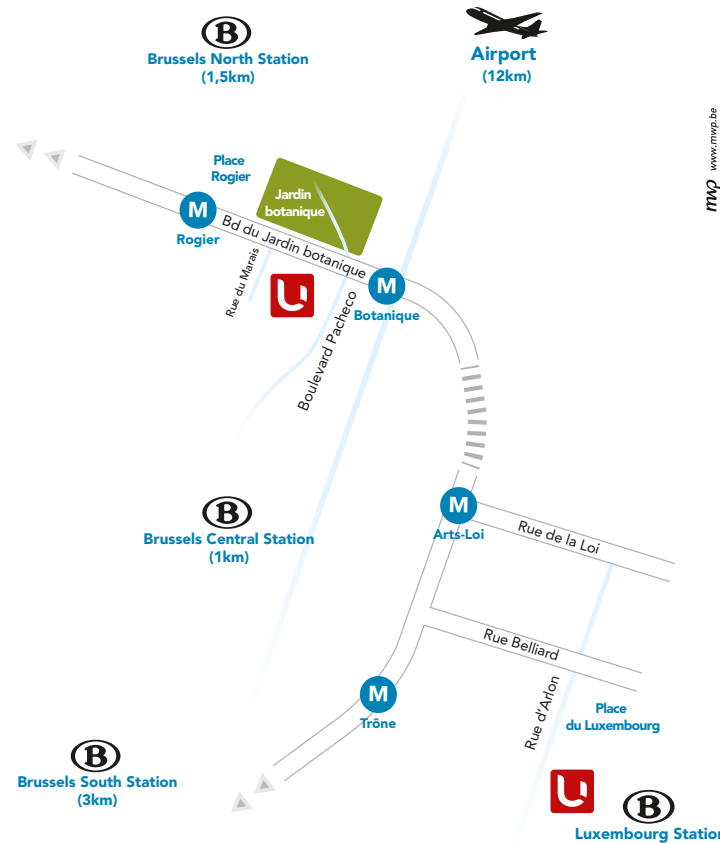 B
Brussels North Station
(1,5km)
Airport
(12km)
mwp www.mwp.be
Place
Rogier
Jardin
botanique
M
Rogier
Bd du Jardin botanique
Rue du Marais
M
Botanique
Boulevard Pacheco
B
Brussels Central Station
(1km)
M
Arts-Loi
Rue de la Loi
Rue Belliard
M
Trône
Rue d'Arlon
Place
du Luxembourg
B
Brussels South Station
(3km)
B
Luxembourg Station